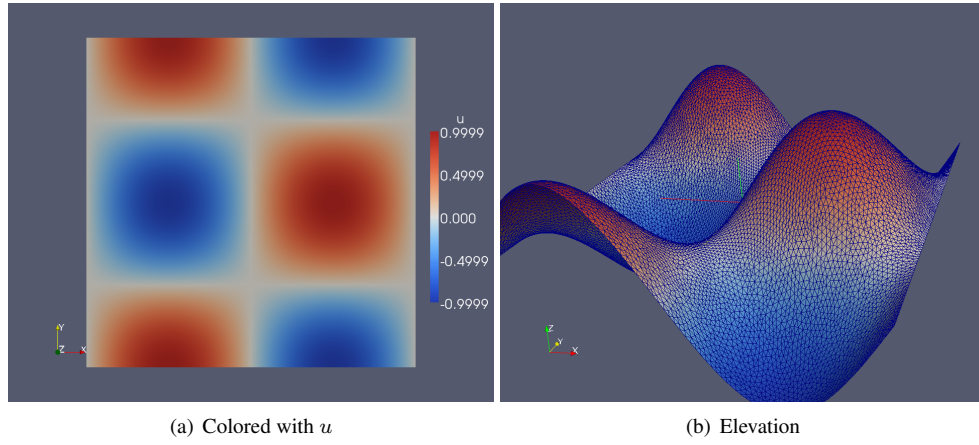 u
0.9999
0.4999
0.000
-0.4999
-0.9999
Y
Z X
Z
Y
X
(a) Colored with u
(b) Elevation